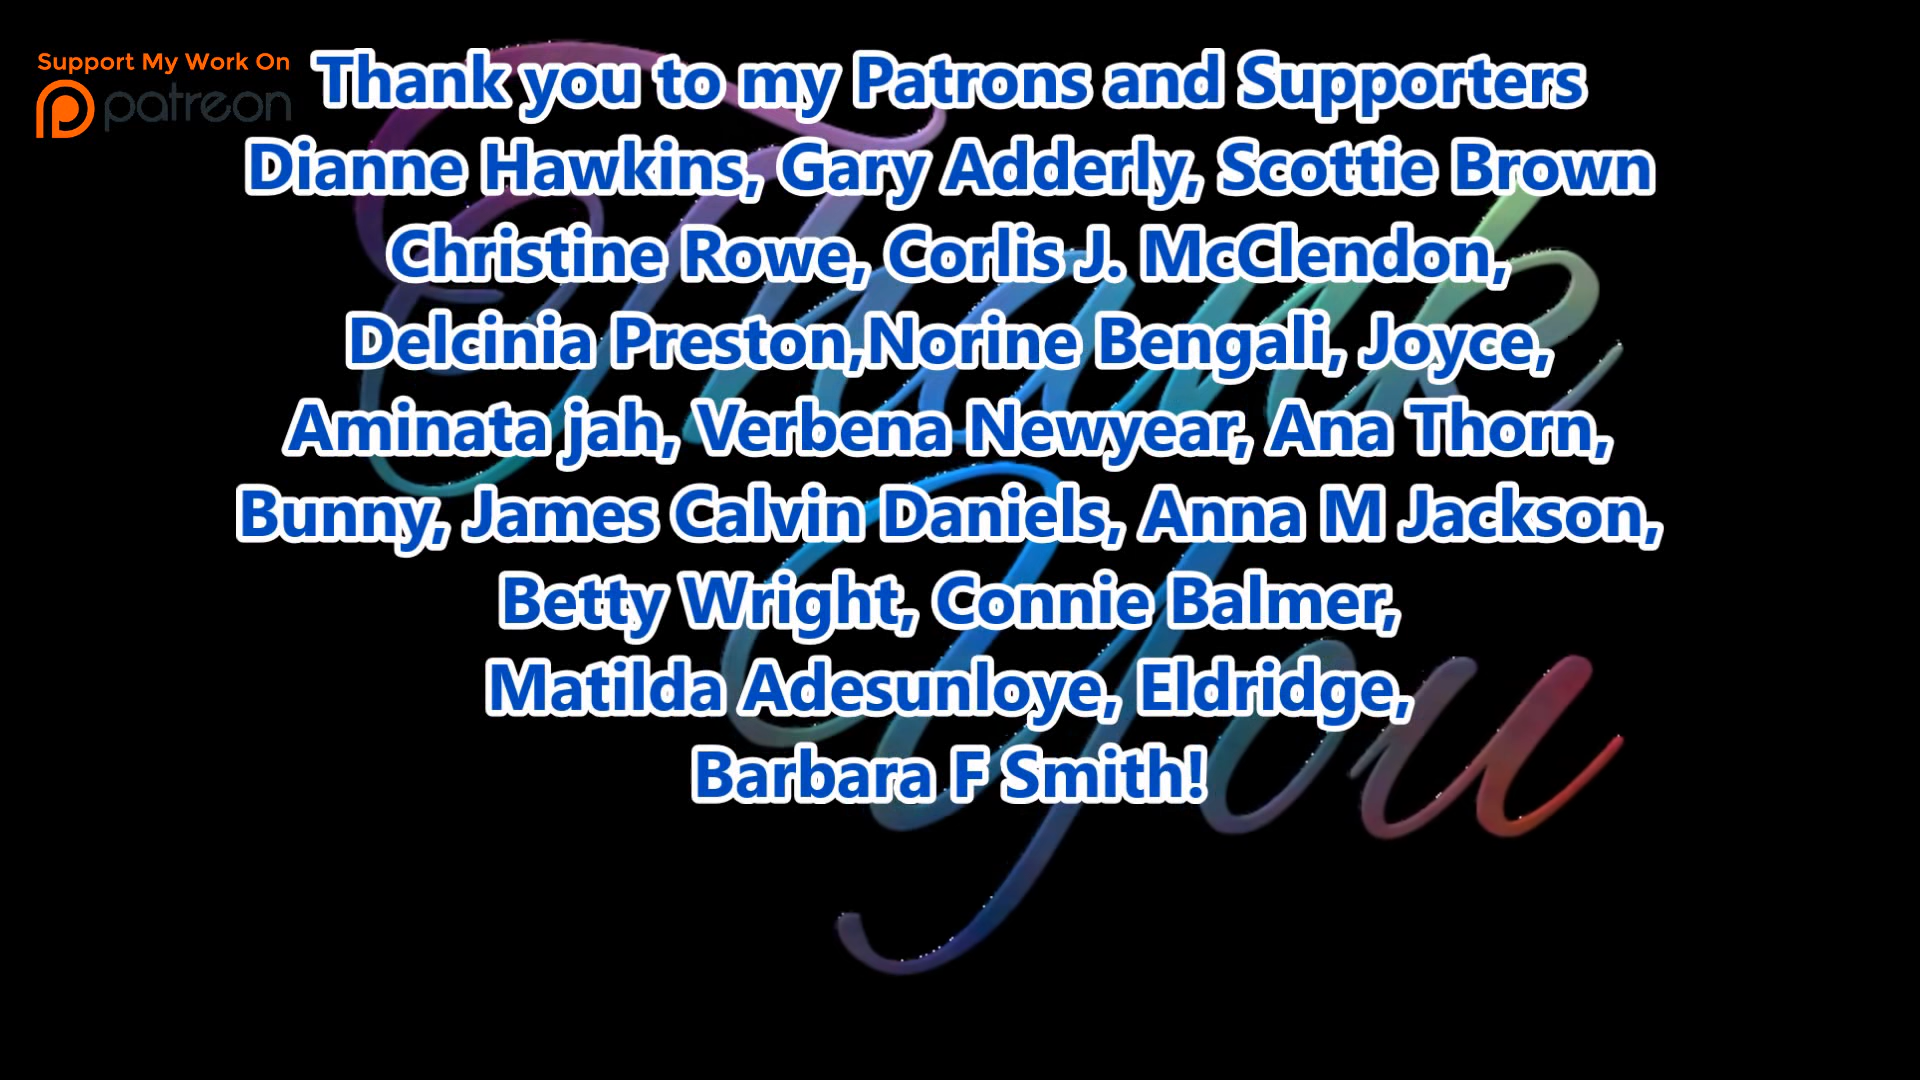 Support My Work On
patreon
Thank you to my Patrons and Supporters
Dianne Hawkins, Gary Adderly, Scottie Brown
Christine Rowe, Corlis J. McClendon,
Delcinia Preston,Norine Bengali, Joyce,
Aminata jah, Verbena Newyear, Ana Thorn,
Bunny, James Calvin Daniels, Anna M Jackson,
Betty Wright, Connie Balmer,
Matilda Adesunloye, Eldridge,
Barbara F Smith!
Thank
You